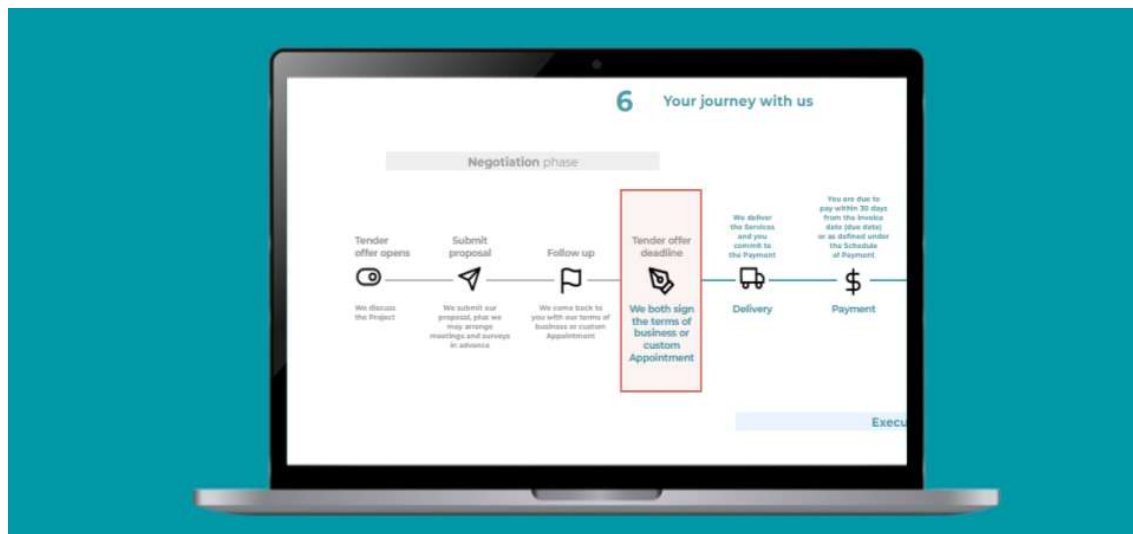 6 Your journey with us
Negotiation phase
Tender
offer opens
We discuss
the Project
Submit
proposal
We submit our
proposal, plus we
may arrange
meetings and surveys
in advance
Follow up
We come back to
you with our terms of
business or custom
Appointment
Tender offer
deadline
We both sign
the terms of
business or
custom
Appointment
We deliver
the Services
and you
commit to
the Payment
Delivery
You are due to
pay within 30 days
from the invoice
date (due date)
or as defined under
the Schedule
of Payment
$
Payment
Execu